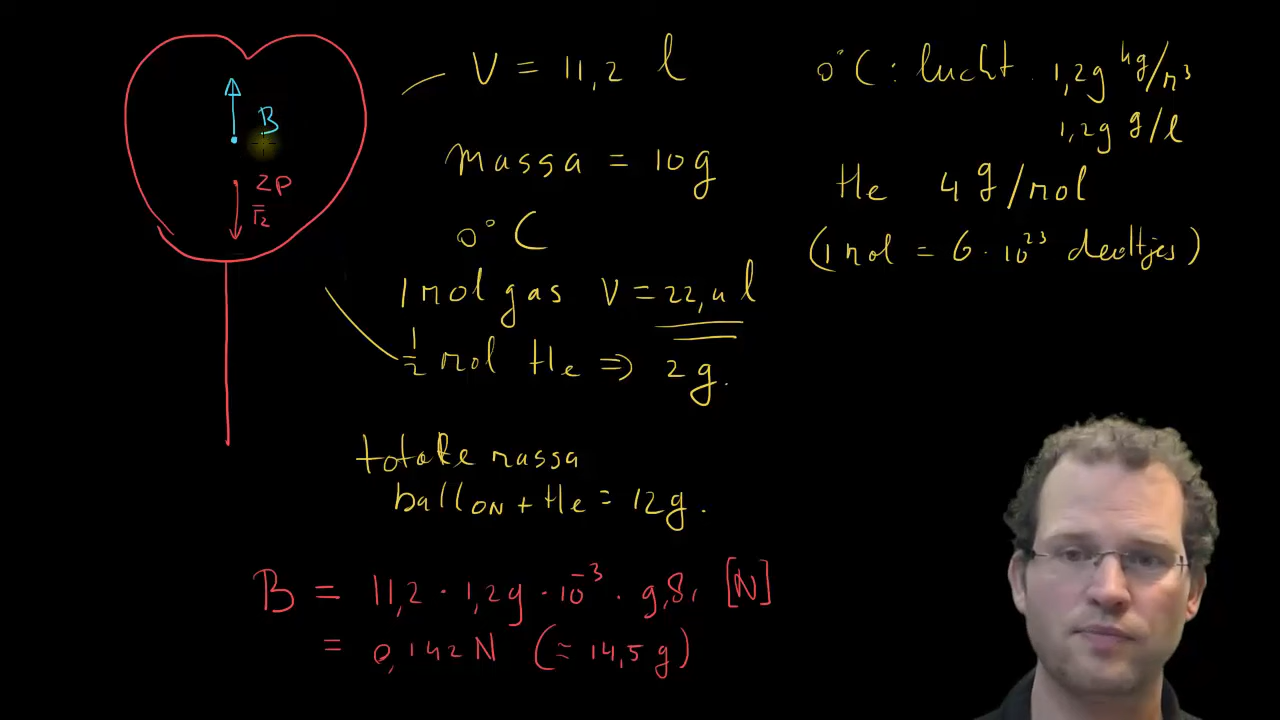 B
ZP
Fz
V = 11,2 l
massa = 10g
0°C
1 mol gas V = 22,4 l
½ mol He ⇒ 2g.
0°C : lucht 1,29 kg/m³
1,29 g/l
He 4 g/mol
(1 mol = 6 · 10²³ deeltjes)
totale massa
ballon + He = 12g.
B = 11,2 · 1,29 · 10⁻³ · 9,81 [N]
= 0,142 N (≈ 14,5 g)